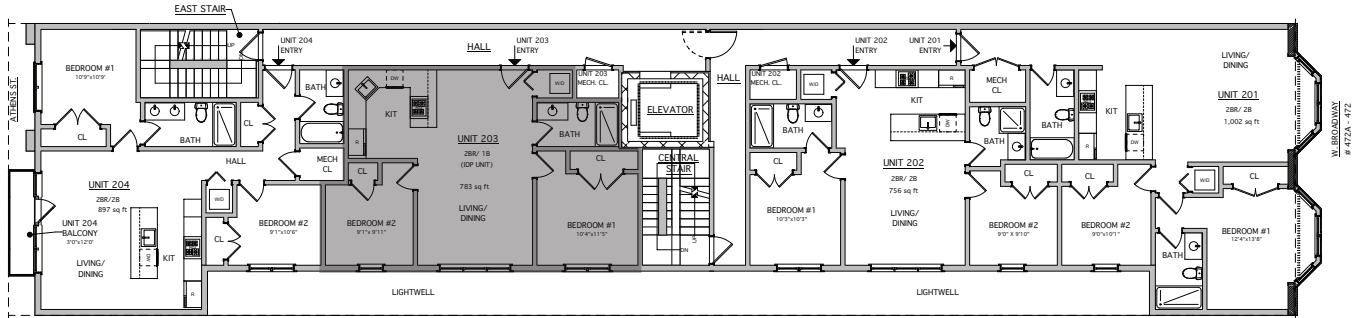 EAST STAIR
UP
UNIT 204
ENTRY
HALL
UNIT 203
ENTRY
UNIT 202
ENTRY
UNIT 201
ENTRY
LIVING/
DINING
BEDROOM #1
10'9"x10'9"
BATH
DW
KIT
R
W/D
UNIT 203
MECH. CL.
HALL
ELEVATOR
UNIT 202
MECH. CL.
W/D
KIT
R
DW
MECH
CL
BATH
R
KIT
DW
UNIT 201
2BR/ 2B
1,002 sq ft
ATHENS ST.
W. BROADWAY
# 472A - 472
CL
BATH
CL
HALL
MECH
CL
UNIT 203
2BR/ 1B
(IDP UNIT)
783 sq ft
BATH
CL
CENTRAL
STAIR
UP
DN
BATH
CL
UNIT 202
2BR/ 2B
756 sq ft
BATH
CL
CL
W/D
CL
UNIT 204
2BR/2B
897 sq ft
UNIT 204
BALCONY
3'0"x12'0"
LIVING/
DINING
DW
KIT
R
W/D
CL
BEDROOM #2
9'1"x10'6"
CL
BEDROOM #2
9'1"x 9'11"
LIVING/
DINING
BEDROOM #1
10'4"x11'5"
BEDROOM #1
10'3"x10'3"
LIVING/
DINING
BEDROOM #2
9'0" X 9'10"
BEDROOM #2
9'0"x10'1"
BATH
BEDROOM #1
12'4"x13'8"
LIGHTWELL
LIGHTWELL